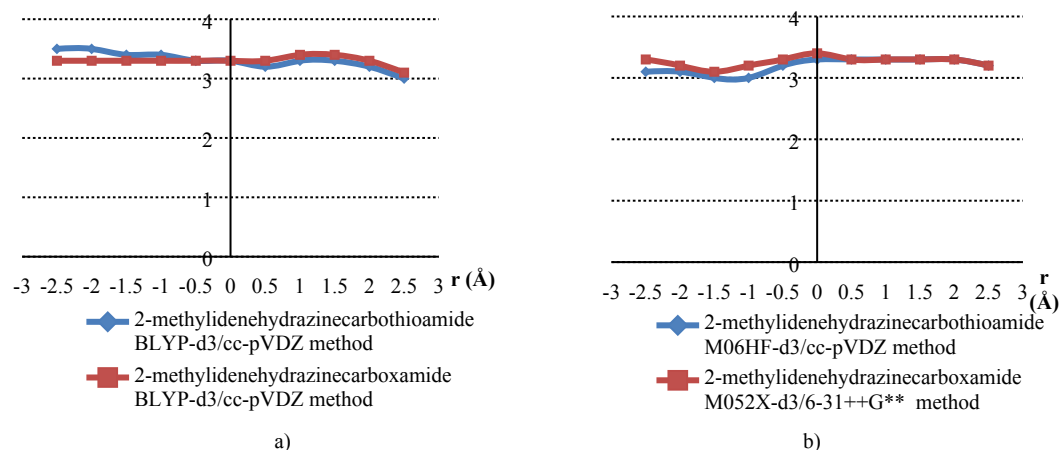 4
3
2
1
0
-3 -2.5 -2 -1.5 -1 -0.5 0 0.5 1 1.5 2 2.5 3
r (Å)
2-methylidenehydrazinecarbothioamide
BLYP-d3/cc-pVDZ method
2-methylidenehydrazinecarboxamide
BLYP-d3/cc-pVDZ method
a)
4
3
2
1
0
-3 -2.5 -2 -1.5 -1 -0.5 0 0.5 1 1.5 2 2.5 3
r
(Å)
2-methylidenehydrazinecarbothioamide
M06HF-d3/cc-pVDZ method
2-methylidenehydrazinecarboxamide
M052X-d3/6-31++G** method
b)